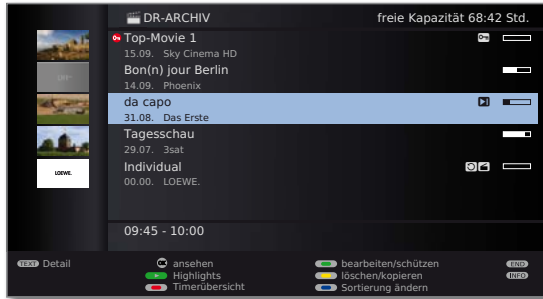 DR-ARCHIV freie Kapazität 68:42 Std.
Top-Movie 1
15.09. Sky Cinema HD
Bon(n) jour Berlin
14.09. Phoenix
da capo
31.08. Das Erste
Tagesschau
29.07. 3sat
Individual
00.00. LOEWE.
LOEWE.
09:45 - 10:00
TEXT Detail
OK ansehen
Highlights
Timerübersicht
bearbeiten/schützen
löschen/kopieren
Sortierung ändern
END
INFO